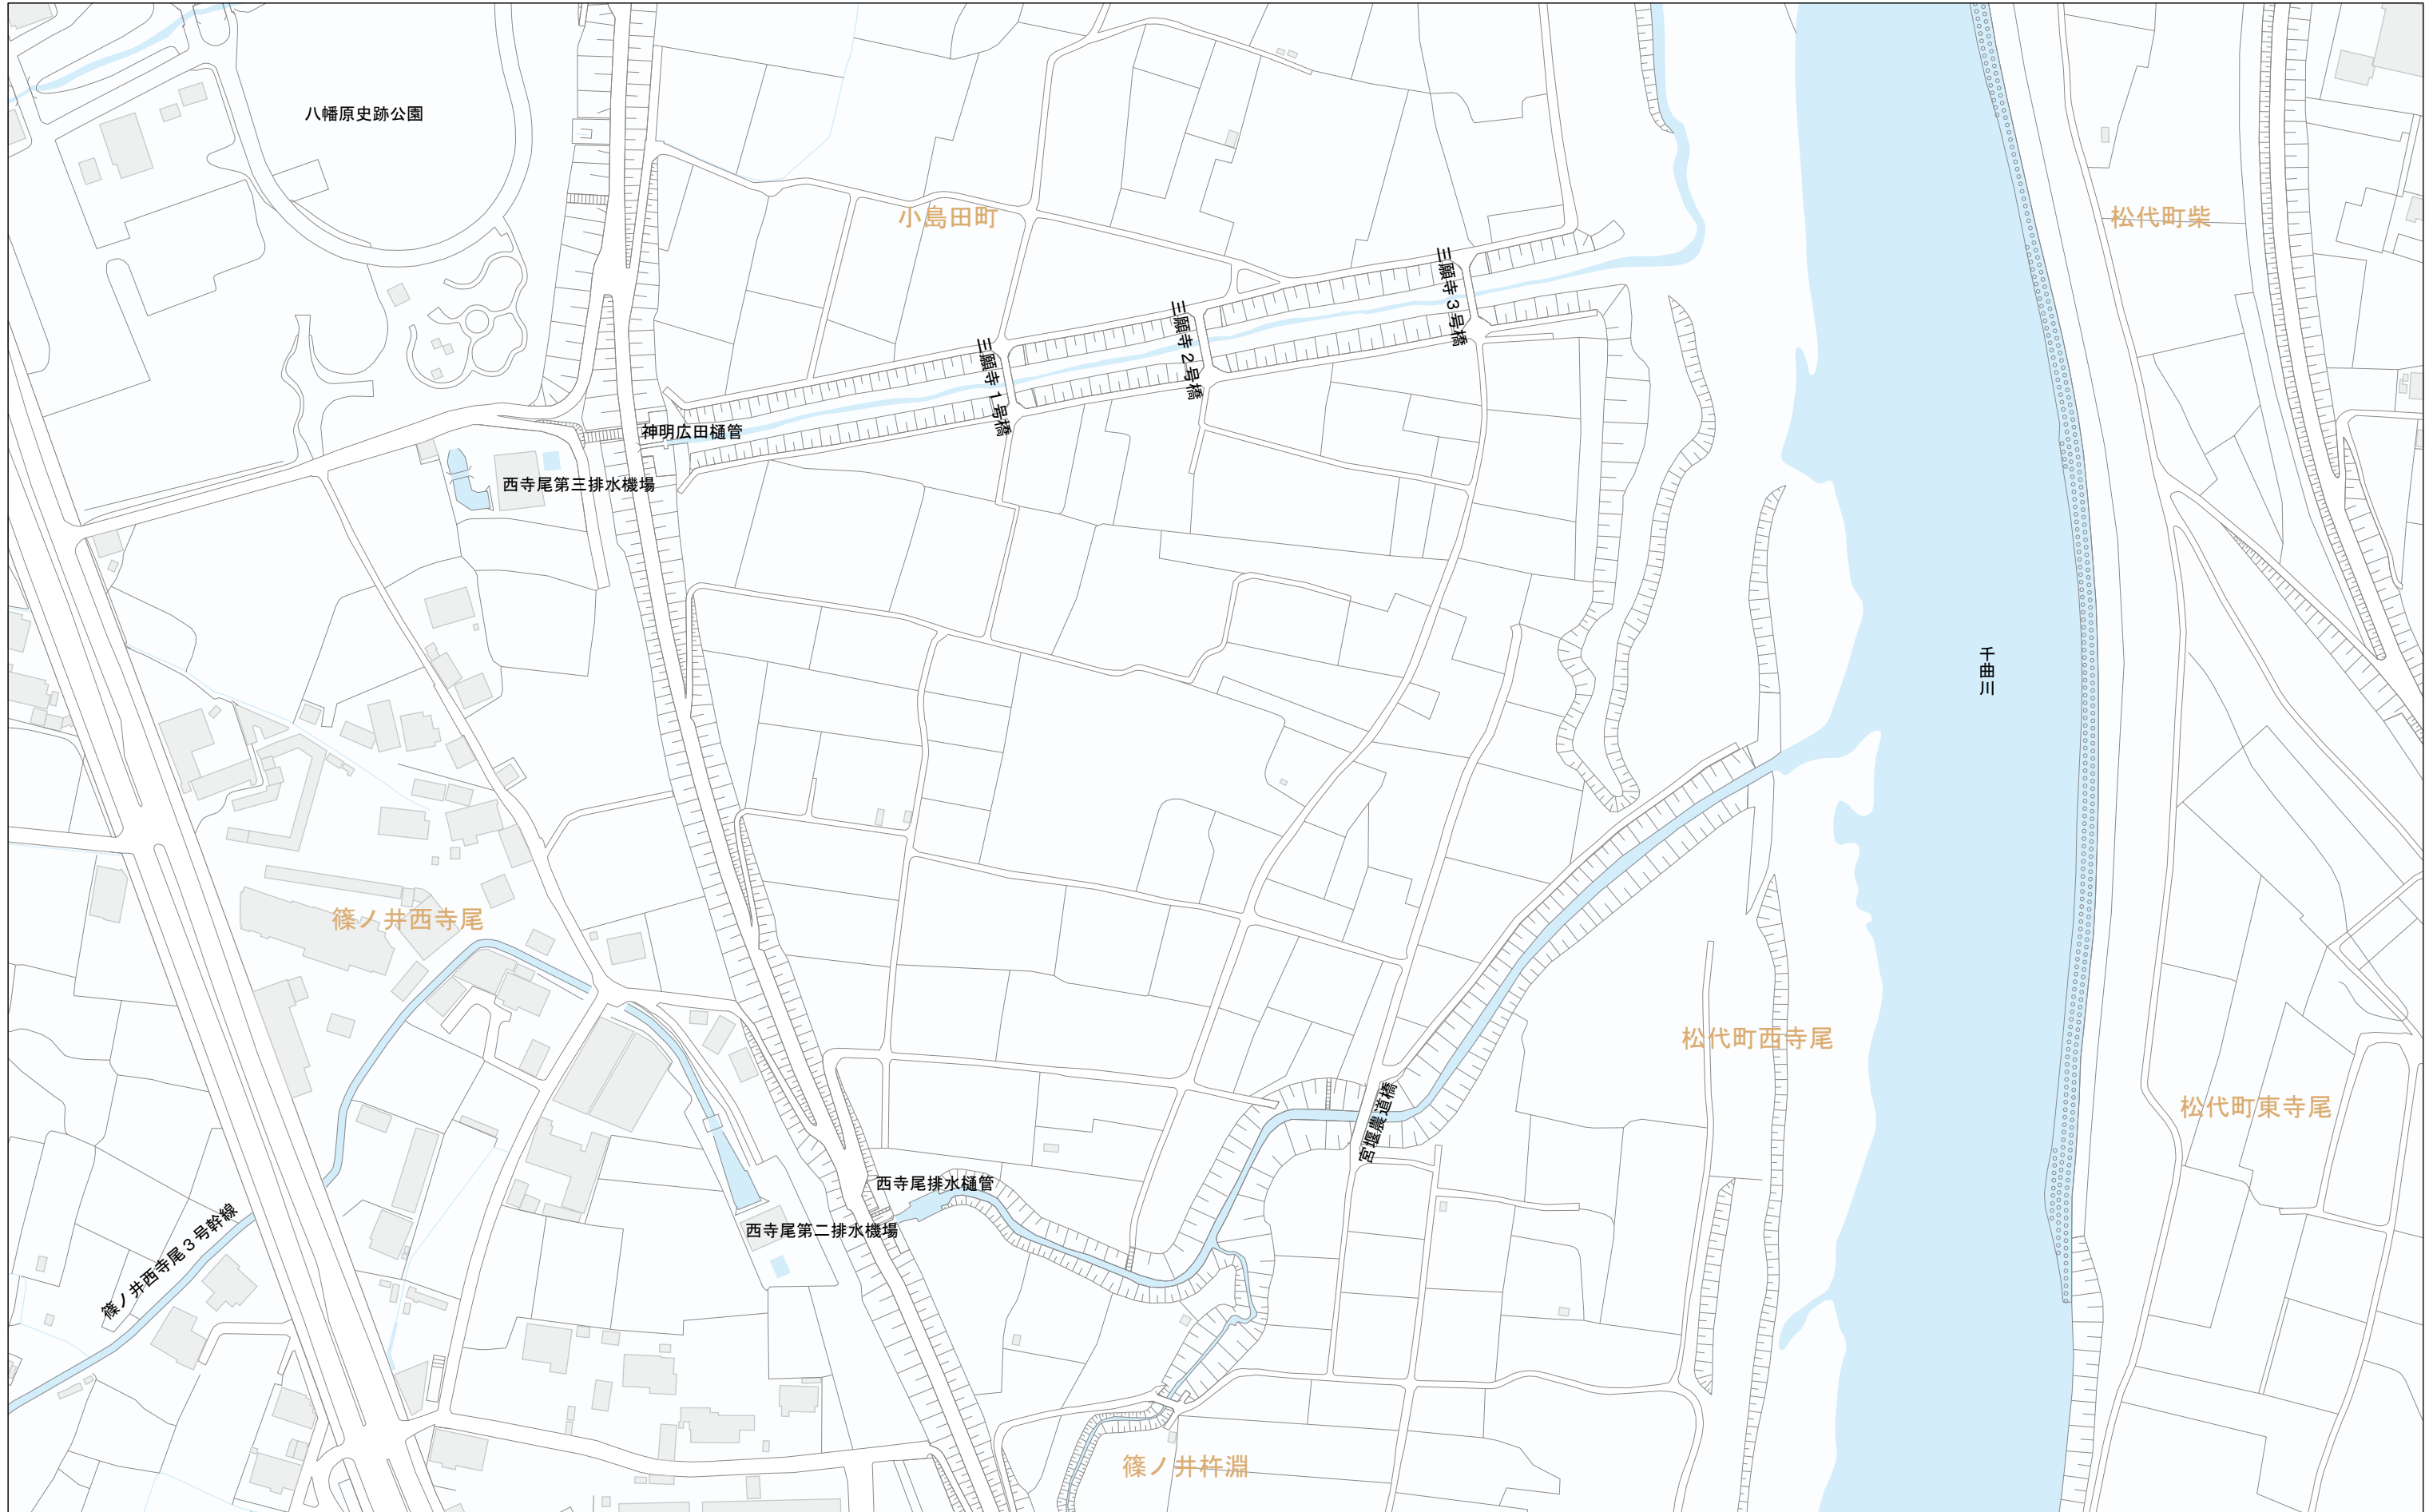 八幡原史跡公園
小島田町
松代町柴
三願寺３号橋
三願寺２号橋
三願寺１号橋
神明広田樋管
西寺尾第三排水機場
千曲川
篠ノ井西寺尾
松代町西寺尾
松代町東寺尾
宮堰農道橋
西寺尾排水樋管
西寺尾第二排水機場
篠ノ井西寺尾３号幹線
篠ノ井杵淵